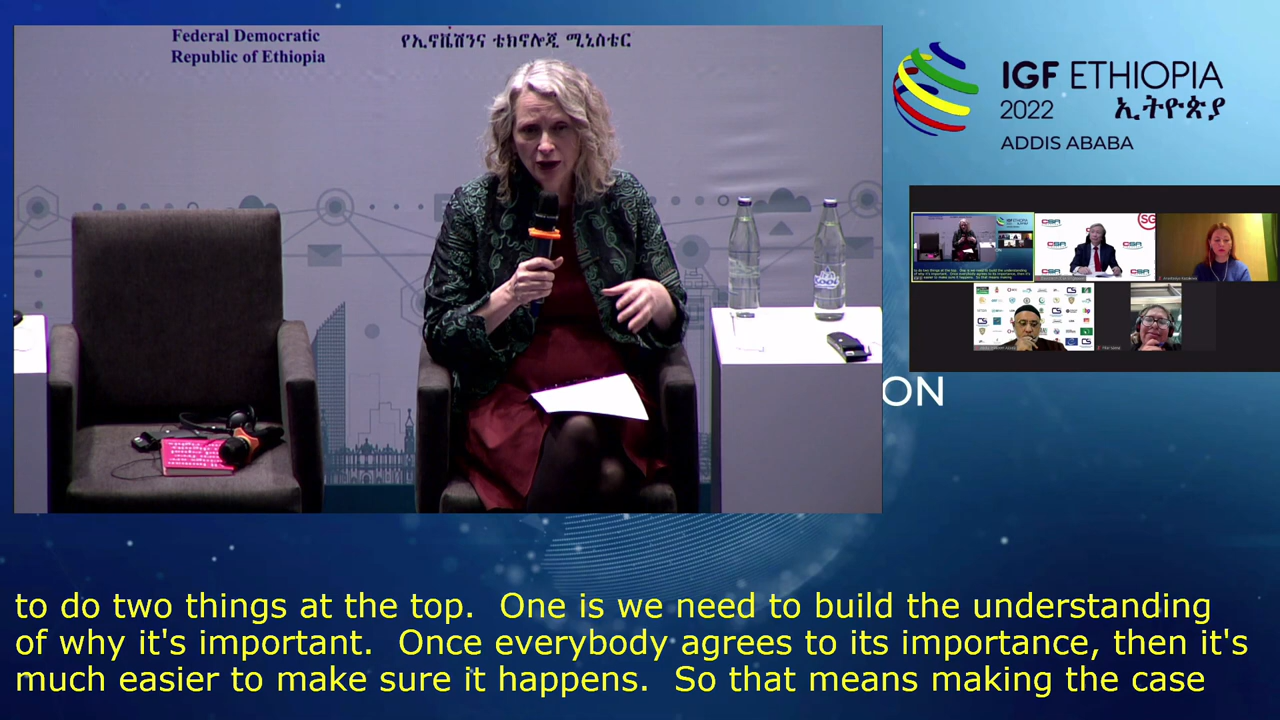 Federal Democratic
Republic of Ethiopia
የኢኖቬሽንና ቴክኖሎጂ ሚኒስቴር
IGF ETHIOPIA
2022 ኢትዮጵያ
ADDIS ABABA
ON
to do two things at the top. One is we need to build the understanding
of why it's important. Once everybody agrees to its importance, then it's
much easier to make sure it happens. So that means making the case